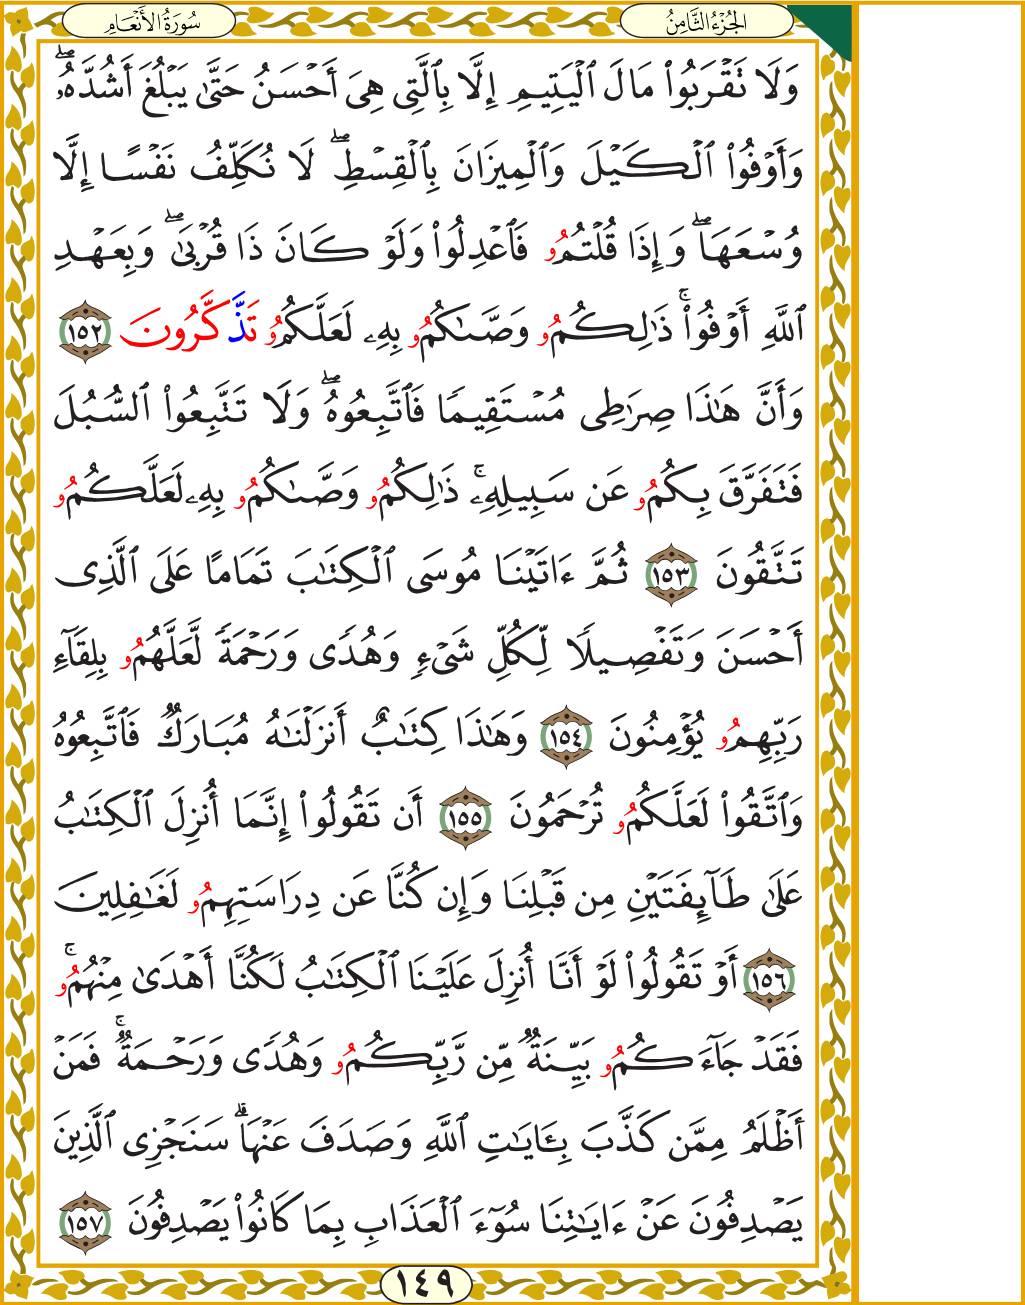 الجُزْءُ الثَّامِنُ
سُورَةُ الأَنْعَامِ
وَلَا تَقْرَبُوا۟ مَالَ ٱلْيَتِيمِ إِلَّا بِٱلَّتِى هِىَ أَحْسَنُ حَتَّىٰ يَبْلُغَ أَشُدَّهُۥۖ
وَأَوْفُوا۟ ٱلْكَيْلَ وَٱلْمِيزَانَ بِٱلْقِسْطِۖ لَا نُكَلِّفُ نَفْسًا إِلَّا
وُسْعَهَاۖ وَإِذَا قُلْتُمُۥ فَٱعْدِلُوا۟ وَلَوْ كَانَ ذَا قُرْبَىٰۖ وَبِعَهْدِ
ٱللَّهِ أَوْفُوا۟ۚ ذَٰلِكُمُۥ وَصَّىٰكُمُۥ بِهِۦ لَعَلَّكُمُۥ تَذَّكَّرُونَ ١٥٢
وَأَنَّ هَٰذَا صِرَٰطِى مُسْتَقِيمًا فَٱتَّبِعُوهُۖ وَلَا تَتَّبِعُوا۟ ٱلسُّبُلَ
فَتَفَرَّقَ بِكُمُۥ عَن سَبِيلِهِۦۚ ذَٰلِكُمُۥ وَصَّىٰكُمُۥ بِهِۦ لَعَلَّكُمُۥ
تَتَّقُونَ ١٥٣ ثُمَّ ءَاتَيْنَا مُوسَى ٱلْكِتَٰبَ تَمَامًا عَلَى ٱلَّذِى
أَحْسَنَ وَتَفْصِيلًا لِّكُلِّ شَىْءٍ وَهُدًى وَرَحْمَةً لَّعَلَّهُمُۥ بِلِقَآءِ
رَبِّهِمُۥ يُؤْمِنُونَ ١٥٤ وَهَٰذَا كِتَٰبٌ أَنزَلْنَٰهُ مُبَارَكٌ فَٱتَّبِعُوهُ
وَٱتَّقُوا۟ لَعَلَّكُمُۥ تُرْحَمُونَ ١٥٥ أَن تَقُولُوا۟ إِنَّمَا أُنزِلَ ٱلْكِتَٰبُ
عَلَىٰ طَآئِفَتَيْنِ مِن قَبْلِنَا وَإِن كُنَّا عَن دِرَاسَتِهِمُۥ لَغَٰفِلِينَ
١٥٦ أَوْ تَقُولُوا۟ لَوْ أَنَّا أُنزِلَ عَلَيْنَا ٱلْكِتَٰبُ لَكُنَّا أَهْدَىٰ مِنْهُمُۥۚ
فَقَدْ جَآءَكُمُۥ بَيِّنَةٌ مِّن رَّبِّكُمُۥ وَهُدًى وَرَحْمَةٌۚ فَمَنْ
أَظْلَمُ مِمَّن كَذَّبَ بِـَٔايَٰتِ ٱللَّهِ وَصَدَفَ عَنْهَاۗ سَنَجْزِى ٱلَّذِينَ
يَصْدِفُونَ عَنْ ءَايَٰتِنَا سُوٓءَ ٱلْعَذَابِ بِمَا كَانُوا۟ يَصْدِفُونَ ١٥٧
١٤٩